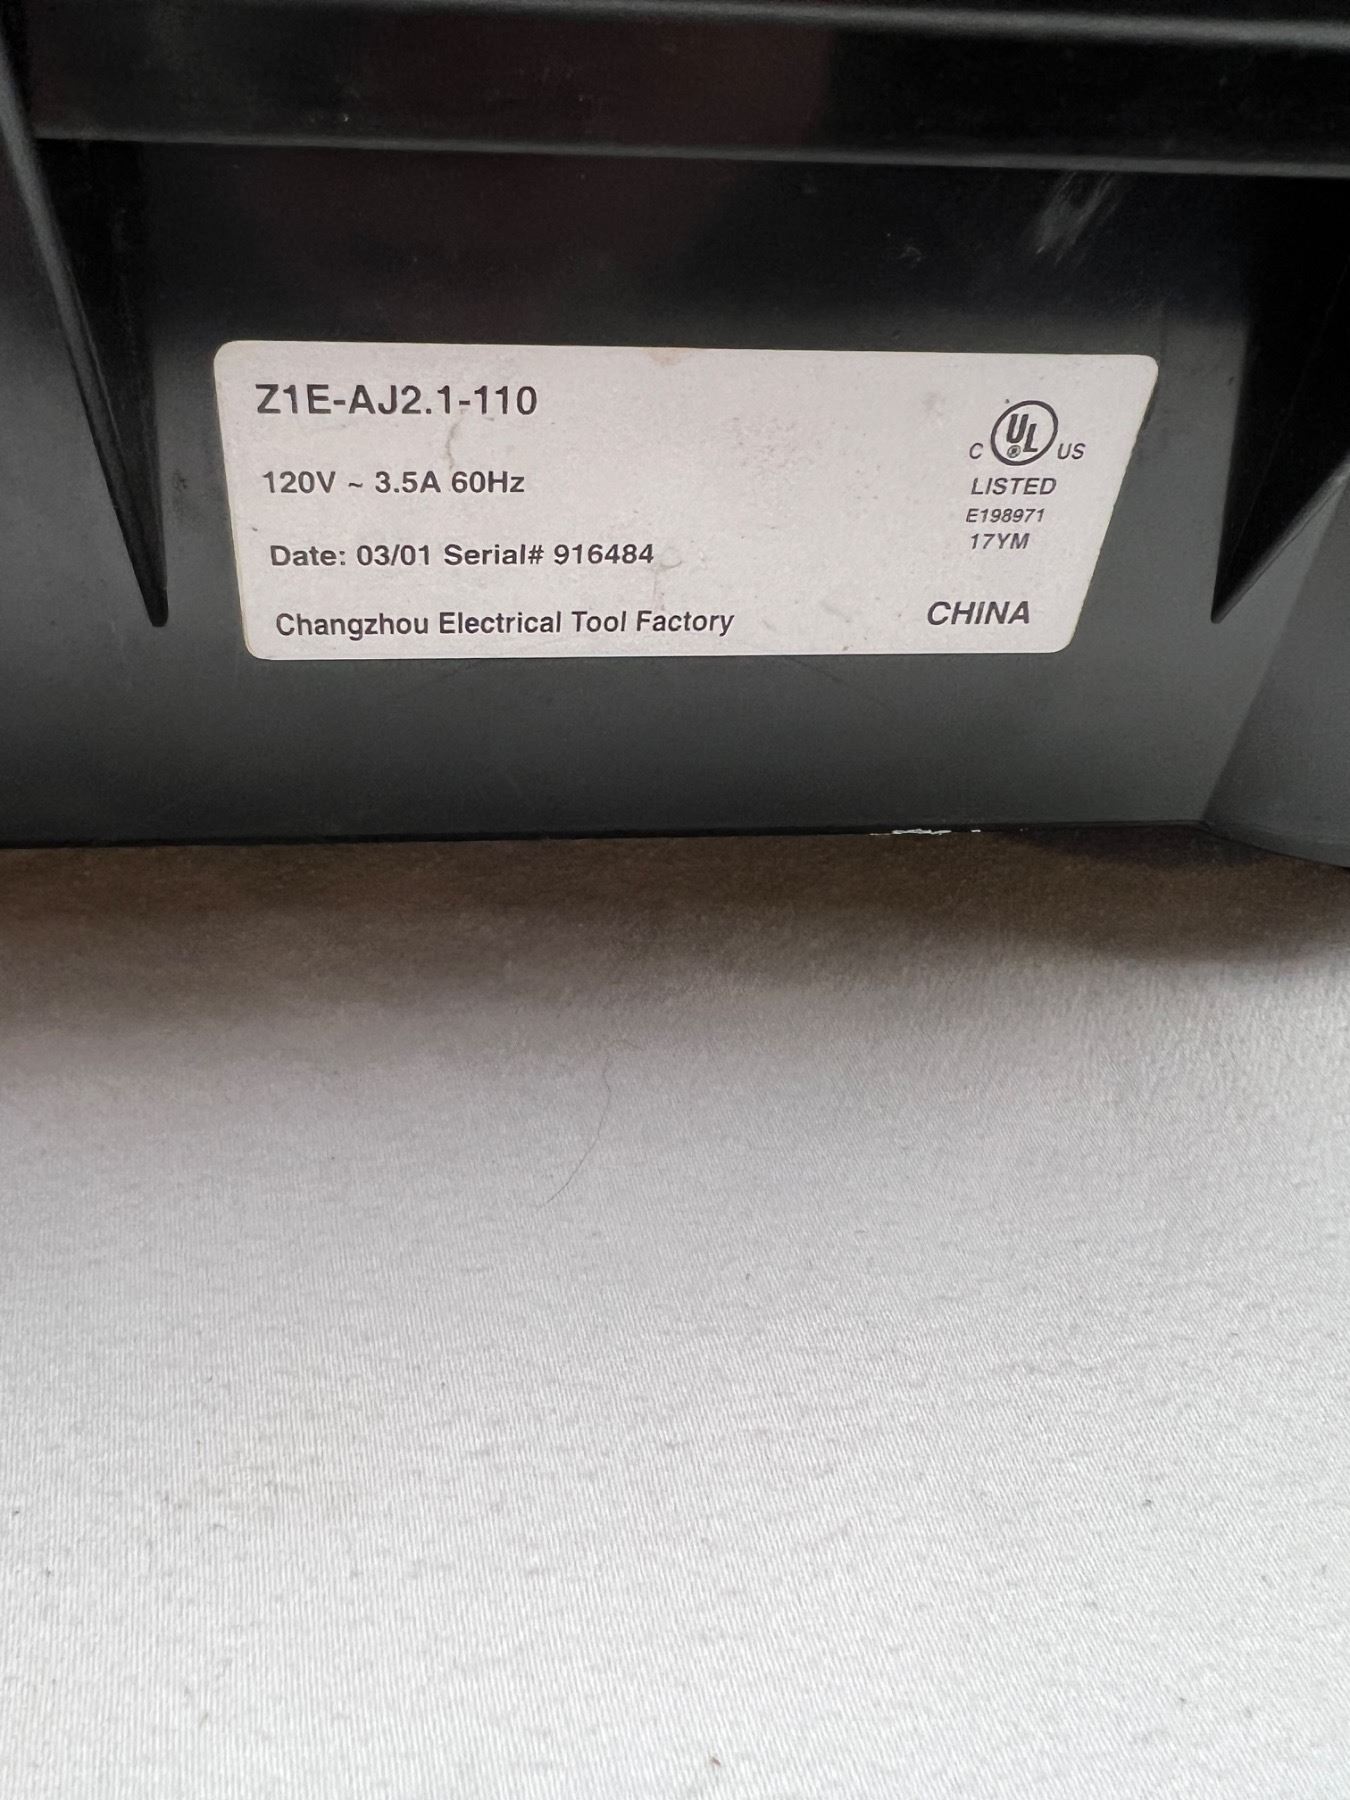 Z1E-AJ2.1-110
120V ~ 3.5A 60Hz
Date: 03/01 Serial# 916484
Changzhou Electrical Tool Factory
C UL ® US
LISTED
E198971
17YM
CHINA